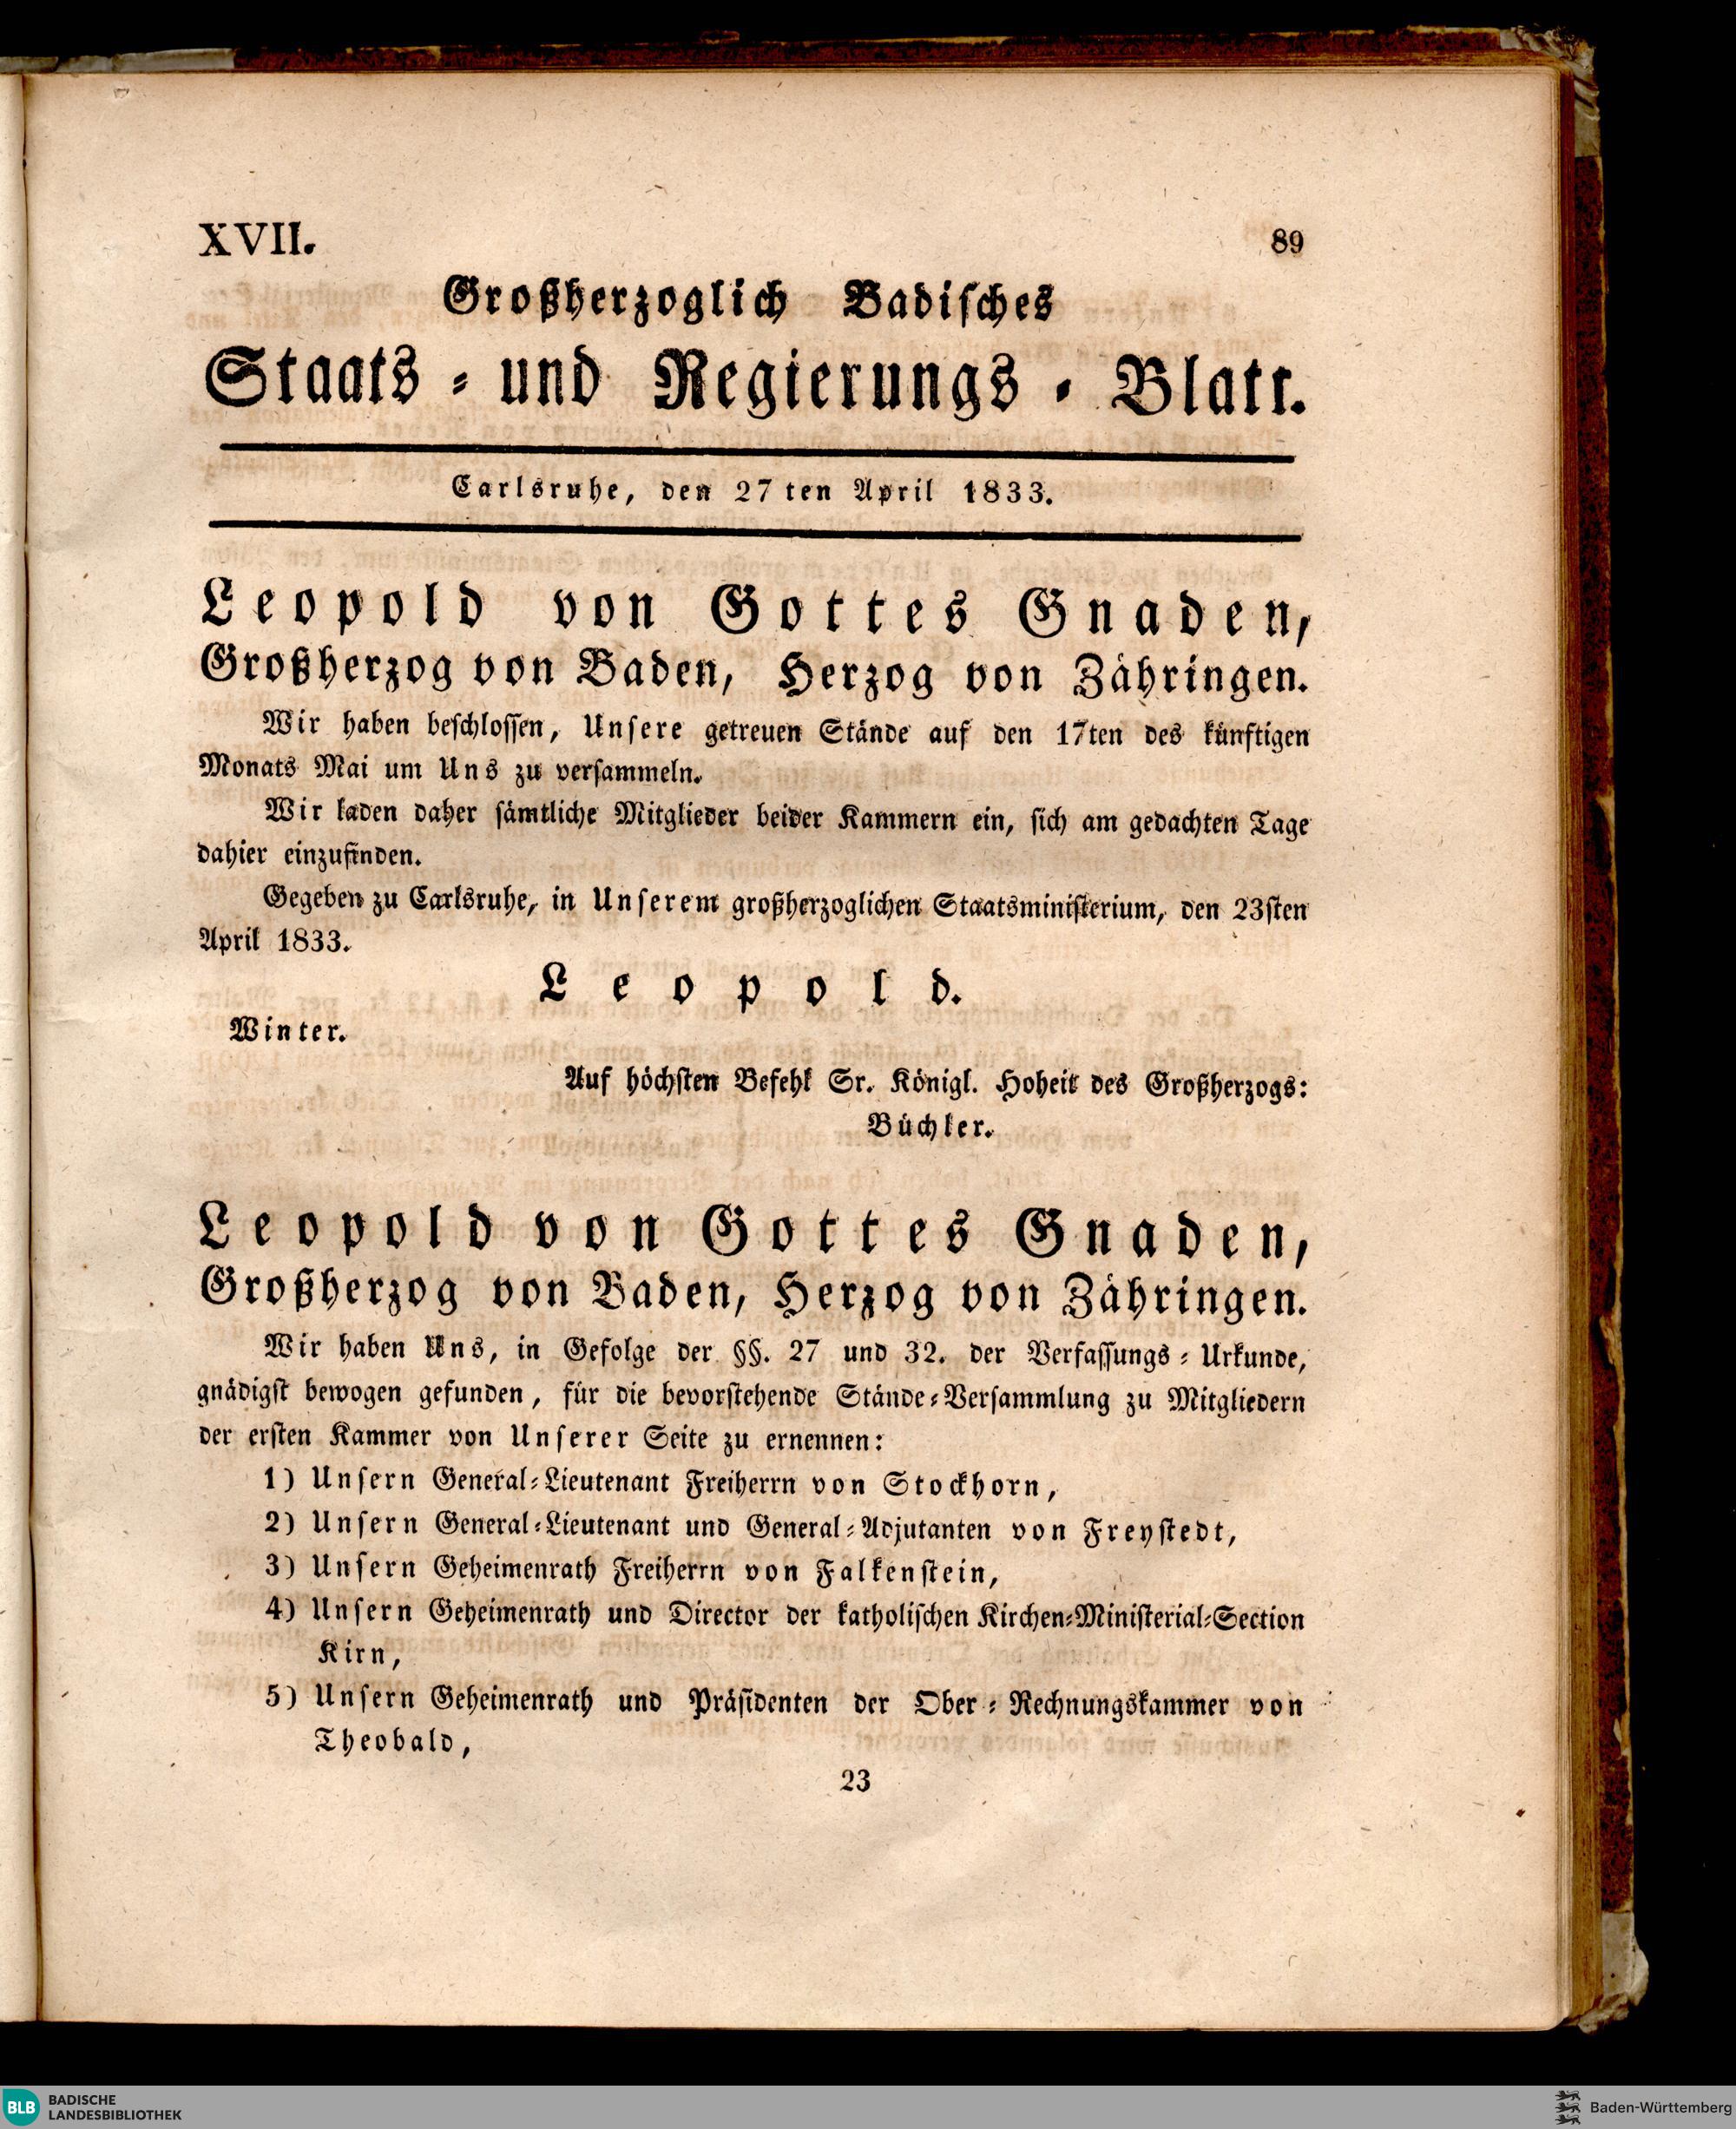 XVII.
89
Großherzoglich Badisches
Staats- und Regierungs-Blatt.
Carlsruhe, den 27ten April 1833.
Leopold von Gottes Gnaden,
Großherzog von Baden, Herzog von Zähringen.
Wir haben beschlossen, Unsere getreuen Stände auf den 17ten des künftigen
Monats Mai um Uns zu versammeln.
Wir laden daher sämtliche Mitglieder beider Kammern ein, sich am gedachten Tage
dahier einzufinden.
Gegeben zu Carlsruhe, in Unserem großherzoglichen Staatsministerium, den 23sten
April 1833.
Leopold.
Winter.
Auf höchsten Befehl Sr. Königl. Hoheit des Großherzogs:
Büchler.
Leopold von Gottes Gnaden,
Großherzog von Baden, Herzog von Zähringen.
Wir haben Uns, in Gefolge der §§. 27 und 32. der Verfassungs-Urkunde,
gnädigst bewogen gefunden, für die bevorstehende Stände-Versammlung zu Mitgliedern
der ersten Kammer von Unserer Seite zu ernennen:
1) Unsern General-Lieutenant Freiherrn von Stockhorn,
2) Unsern General-Lieutenant und General-Adjutanten von Freystedt,
3) Unsern Geheimenrath Freiherrn von Falkenstein,
4) Unsern Geheimenrath und Director der katholischen Kirchen-Ministerial-Section
Kirn,
5) Unsern Geheimenrath und Präsidenten der Ober-Rechnungskammer von
Theobald,
23
BLB BADISCHE
LANDESBIBLIOTHEK
Baden-Württemberg